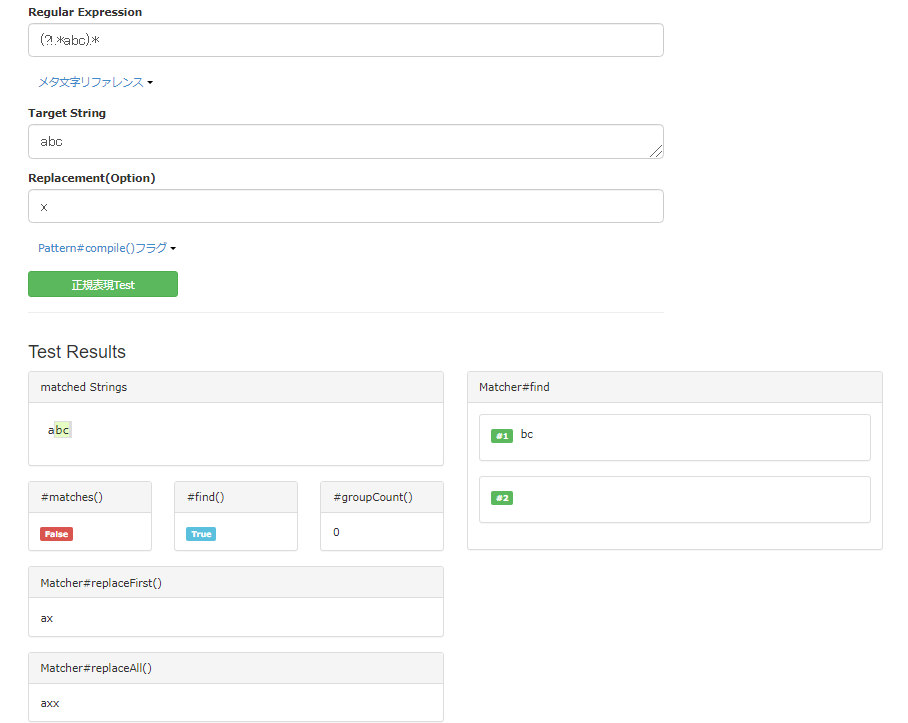 Regular Expression
(?!.*abc).*
メタ文字リファレンス
Target String
abc
Replacement(Option)
x
Pattern#compile()フラグ
正規表現Test
Test Results
matched Strings
abc
#matches()
False
#find()
True
#groupCount()
0
Matcher#replaceFirst()
ax
Matcher#replaceAll()
axx
Matcher#find
#1 bc
#2